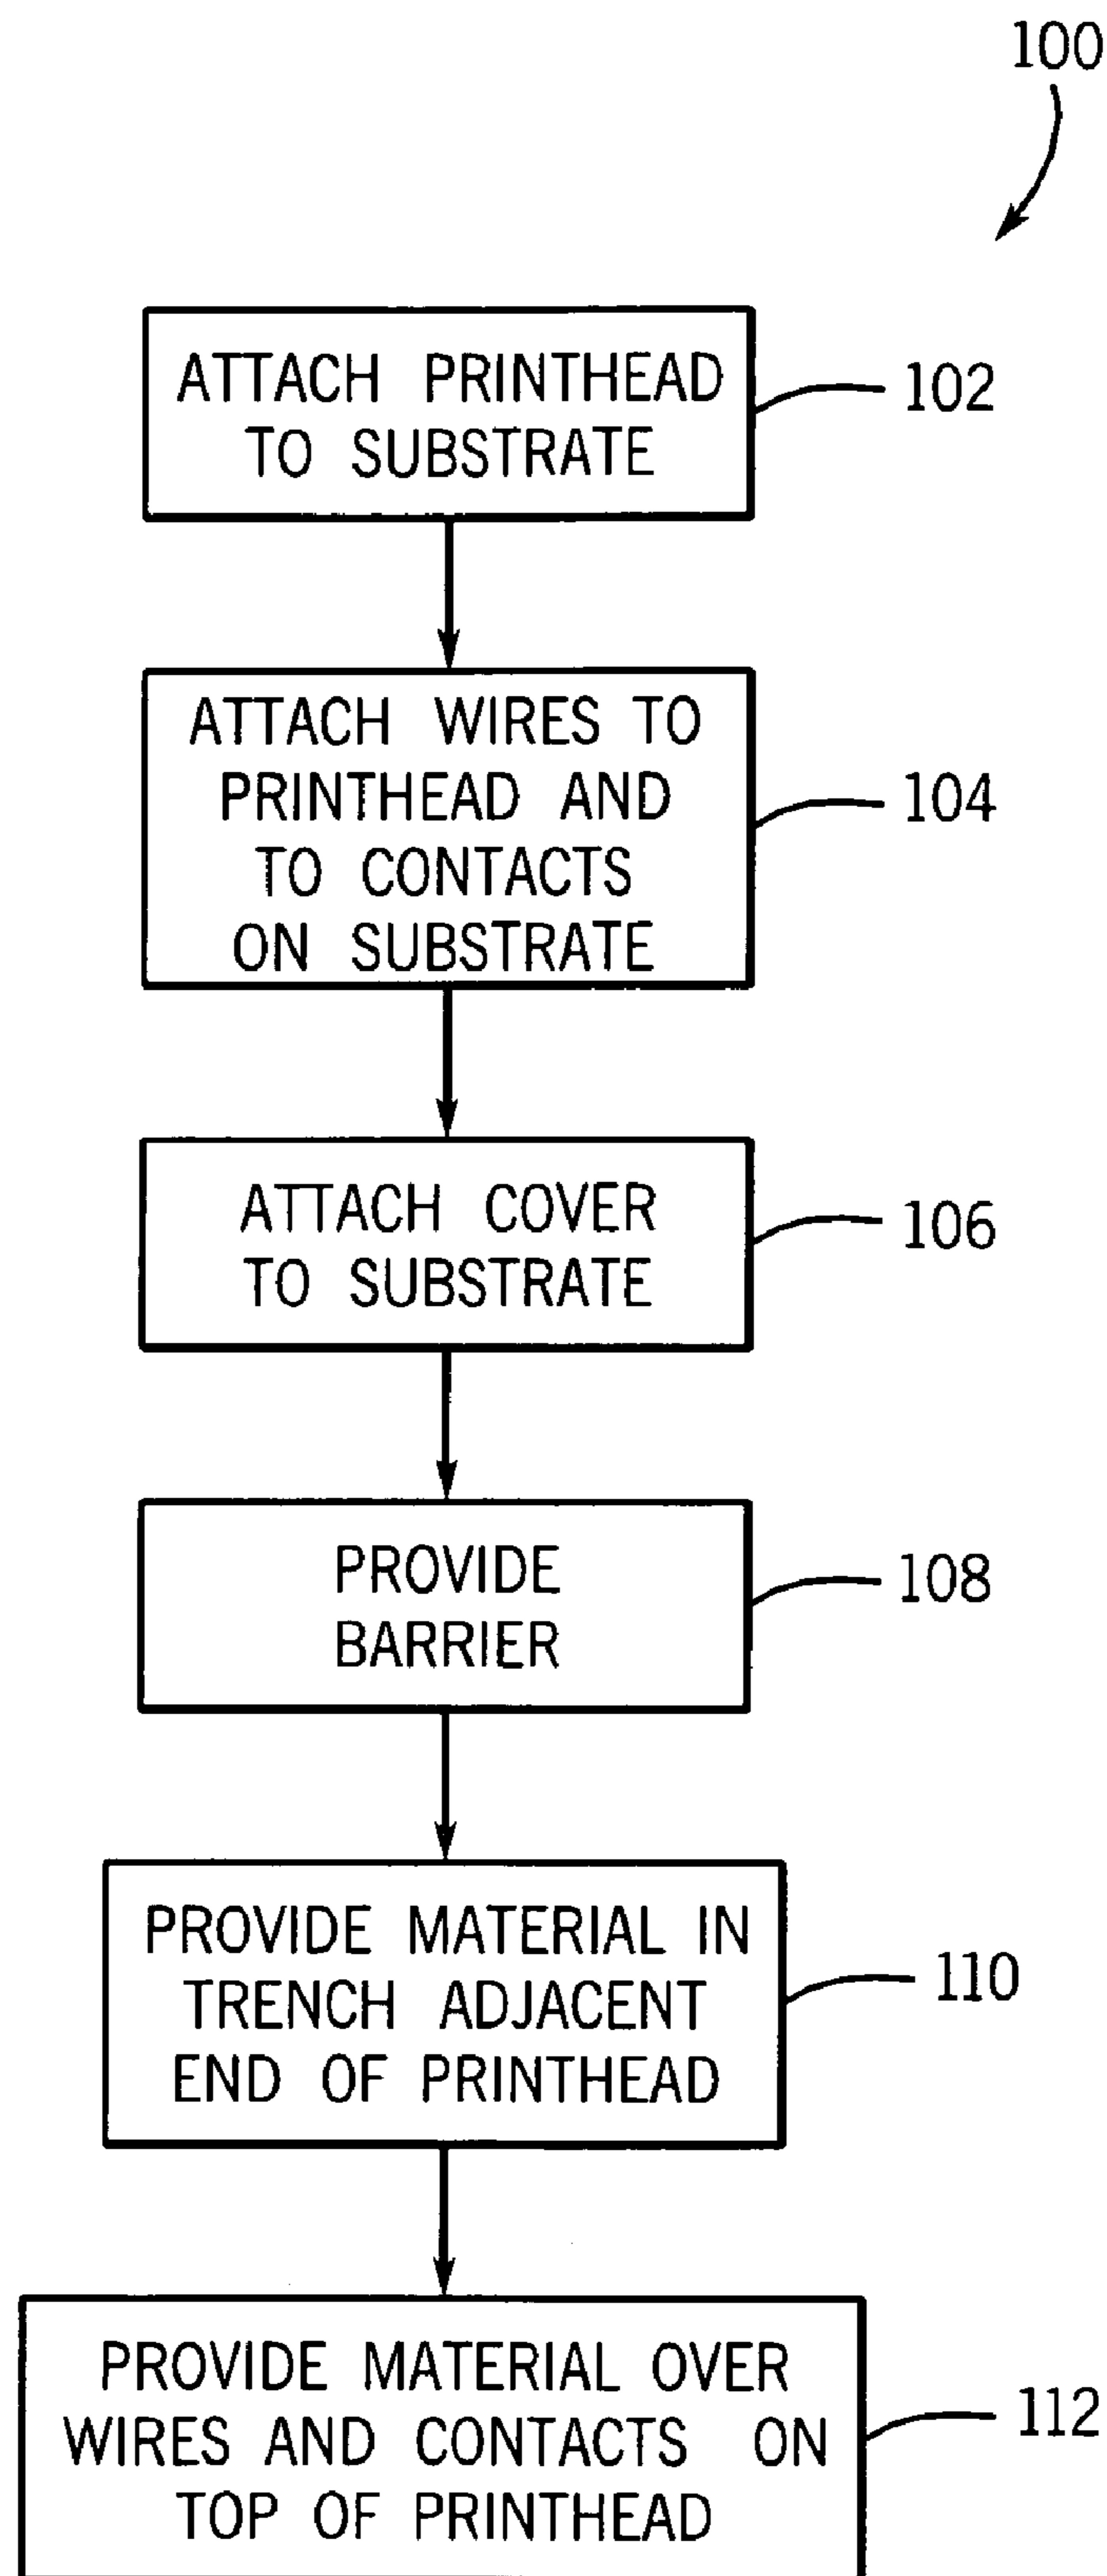 100
ATTACH PRINTHEAD
TO SUBSTRATE
102
ATTACH WIRES TO
PRINTHEAD AND
TO CONTACTS
ON SUBSTRATE
104
ATTACH COVER
TO SUBSTRATE
106
PROVIDE
BARRIER
108
PROVIDE MATERIAL IN
TRENCH ADJACENT
END OF PRINTHEAD
110
PROVIDE MATERIAL OVER
WIRES AND CONTACTS ON
TOP OF PRINTHEAD
112